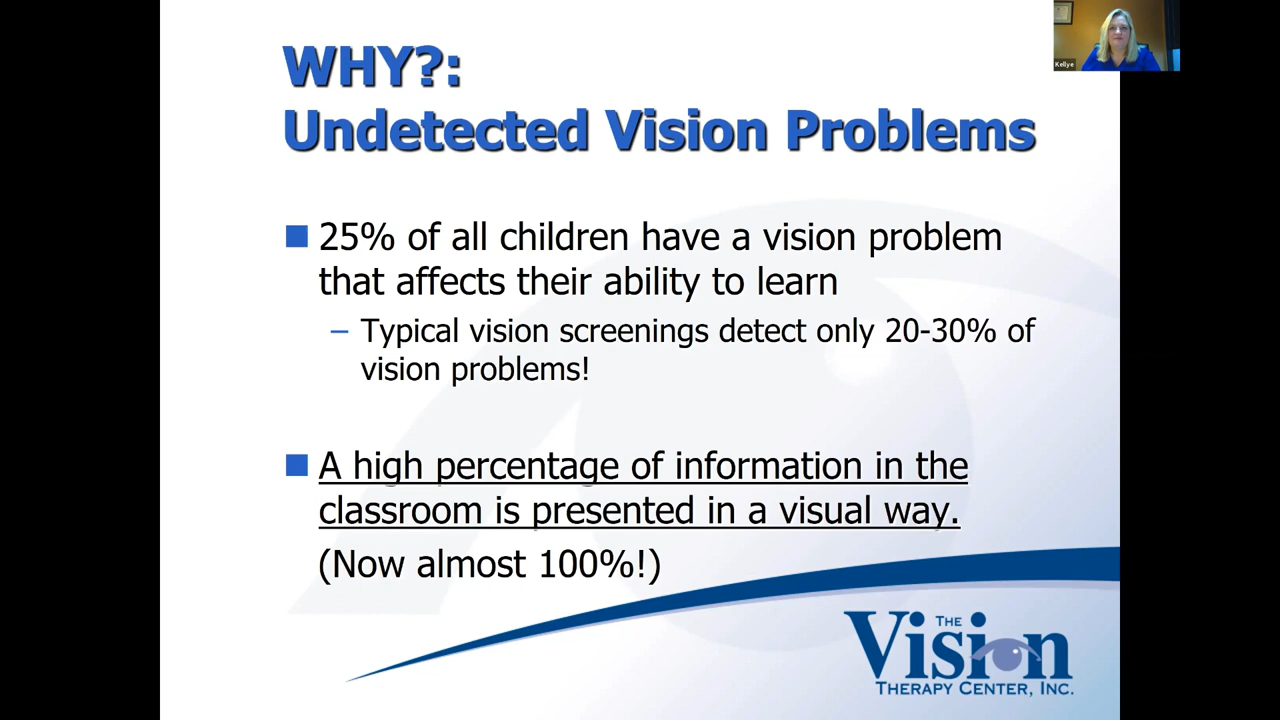 WHY?:
Undetected Vision Problems
25% of all children have a vision problem
that affects their ability to learn
– Typical vision screenings detect only 20-30% of
vision problems!
A high percentage of information in the
classroom is presented in a visual way.
(Now almost 100%!)
THE
Vision
THERAPY CENTER, INC.
Kellye